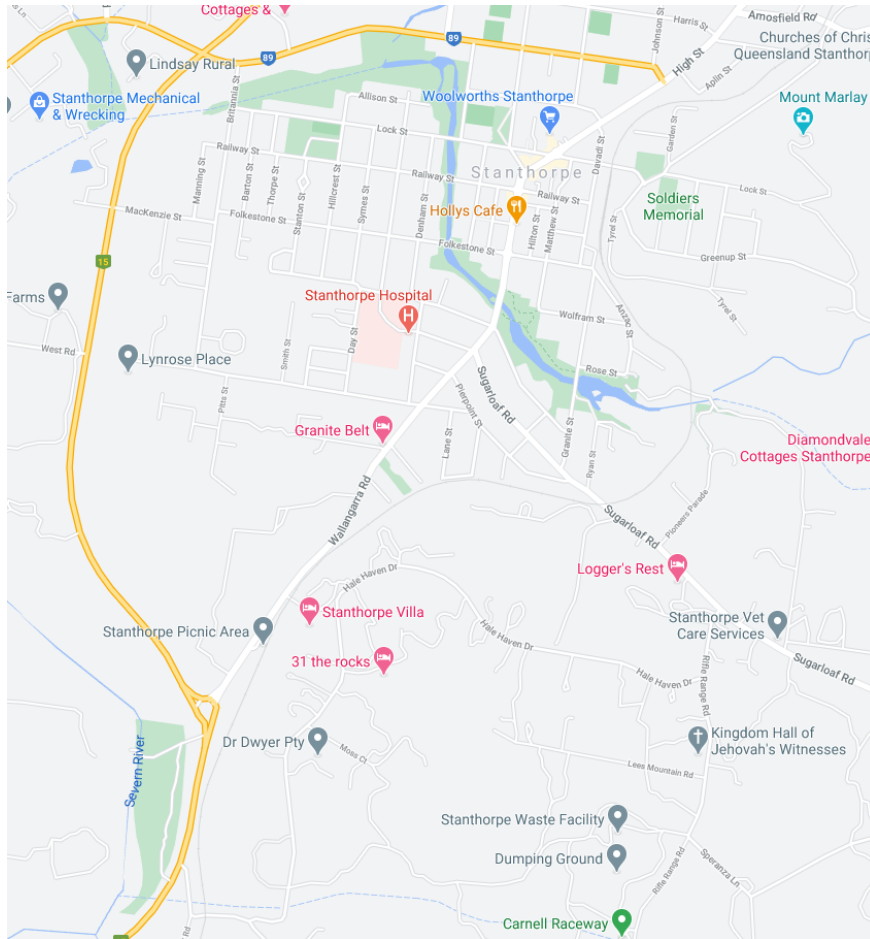 Cottages &
Amosfield Rd
Harris St
Johnson St
Churches of Chris
Queensland Stanthorp
89
89
High St
Lindsay Rural
Aplin St
Britannia St
Stanthorpe Mechanical
& Wrecking
Allison St
Woolworths Stanthorpe
Mount Marlay
Garden St
Lock St
Railway St
Davadi St
Manning St
Barton St
Thorpe St
Hillcrest St
Symes St
Railway St
Stanthorpe
Lock St
Stanton St
Denham St
Railway St
Soldiers
Memorial
MacKenzie St
Folkestone St
Hollys Cafe
Hilton St
Matthew St
Tyrel St
Folkestone St
Greenup St
15
Farms
Stanthorpe Hospital
H
Wolfram St
Anzac St
Tyrel St
Day St
Smith St
West Rd
Lynrose Place
Rose St
Sugarloaf Rd
Pitts St
Pierpoint St
Granite Belt
Lane St
Granite St
Diamondvale
Cottages Stanthorpe
Ryan St
Wallangarra Rd
Pioneers Parade
Sugarloaf Rd
Hale Haven Dr
Logger's Rest
Stanthorpe Villa
Stanthorpe Vet
Care Services
Stanthorpe Picnic Area
Hale Haven Dr
31 the rocks
Sugarloaf Rd
Hale Haven Dr
Rifle Range Rd
Dr Dwyer Pty
Moss Ct
Kingdom Hall of
Jehovah's Witnesses
Severn River
Lees Mountain Rd
Stanthorpe Waste Facility
Dumping Ground
Rifle Range Rd
Speranza Ln
Carnell Raceway